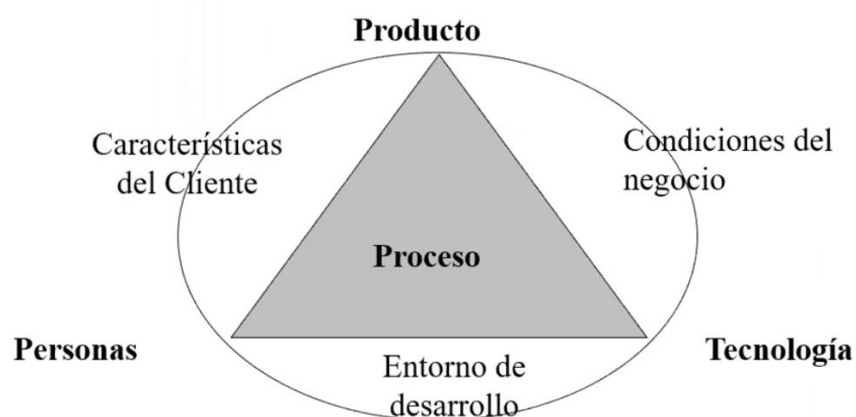 Producto
Características
del Cliente
Condiciones del
negocio
Proceso
Personas
Tecnología
Entorno de
desarrollo